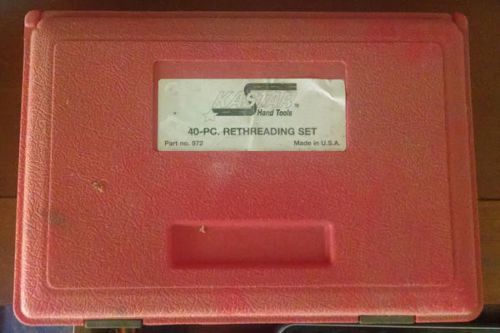 KASTAR
Hand Tools
40-PC. RETHREADING SET
Part no. 972 Made in U.S.A.